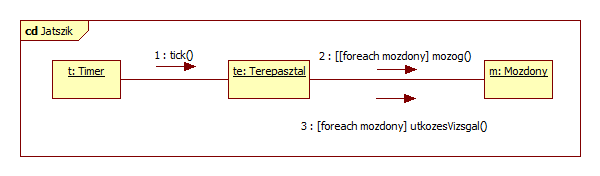 cd Jatszik
1 : tick()
2 : [[foreach mozdony] mozog()
t: Timer
te: Terepasztal
m: Mozdony
3 : [foreach mozdony] utkozesVizsgal()